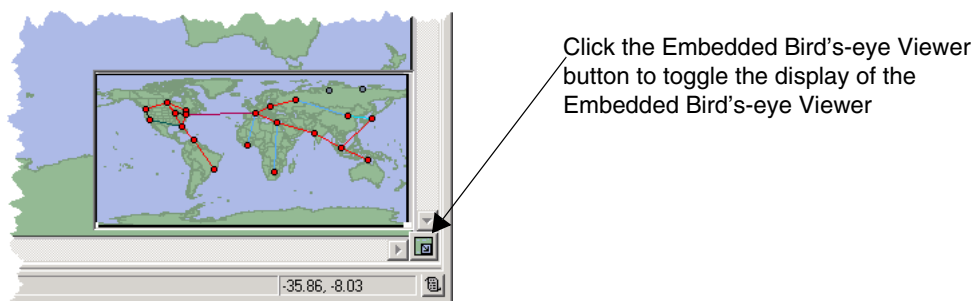 Click the Embedded Bird's-eye Viewer
button to toggle the display of the
Embedded Bird's-eye Viewer
-35.86, -8.03